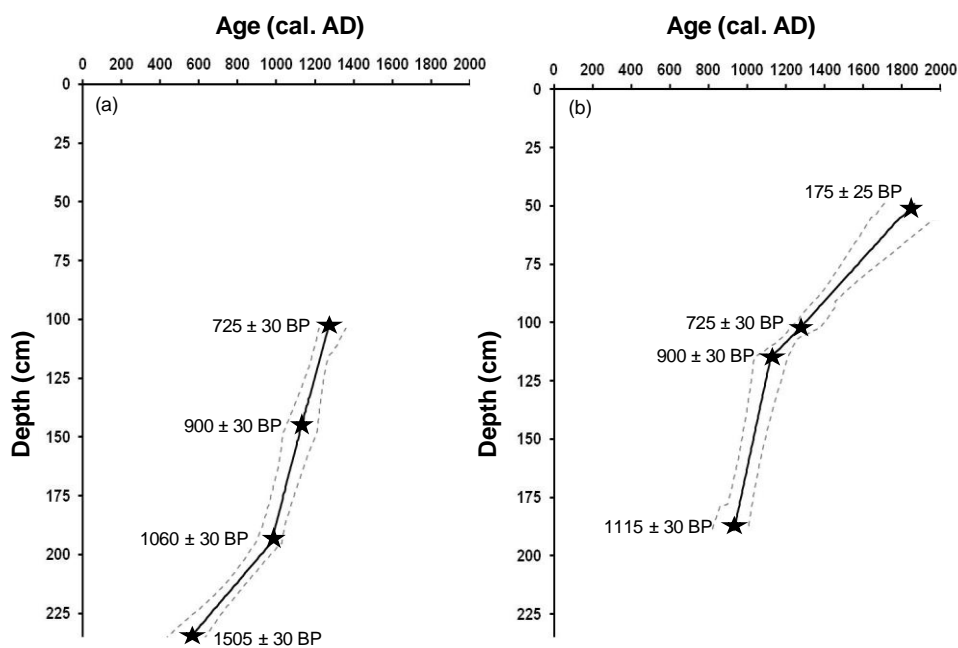 Age (cal. AD)
0 200 400 600 800 1000 1200 1400 1600 1800 2000
0
25
50
75
100
125
150
175
200
225
Depth (cm)
(a)
725 ± 30 BP
900 ± 30 BP
1060 ± 30 BP
1505 ± 30 BP
Age (cal. AD)
0 200 400 600 800 1000 1200 1400 1600 1800 2000
0
25
50
75
100
125
150
175
200
225
Depth (cm)
(b)
175 ± 25 BP
725 ± 30 BP
900 ± 30 BP
1115 ± 30 BP